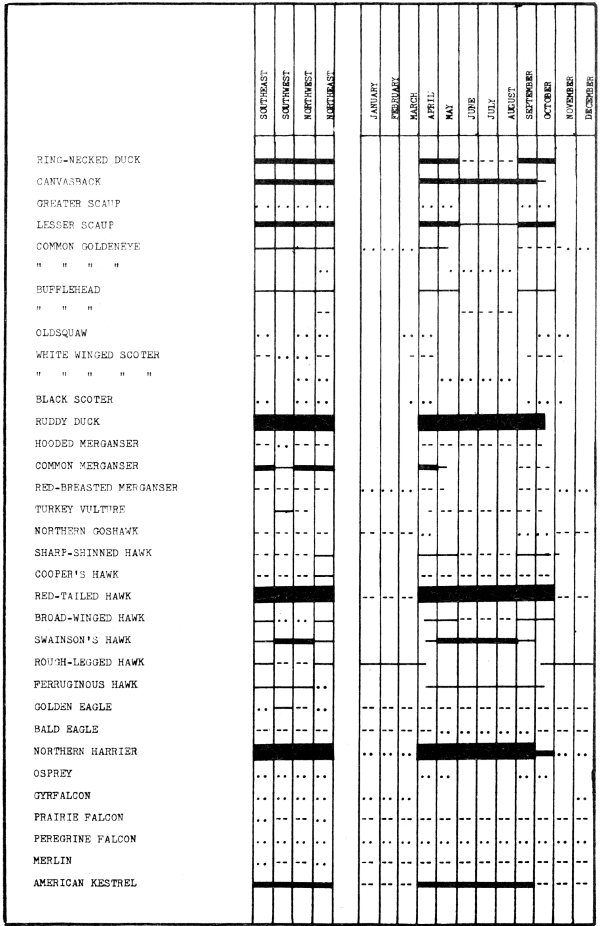 SOUTHEAST
SOUTHWEST
NORTHWEST
NORTHEAST
JANUARY
FEBRUARY
MARCH
APRIL
MAY
JUNE
JULY
AUGUST
SEPTEMBER
OCTOBER
NOVEMBER
DECEMBER
RING-NECKED DUCK
CANVASBACK
GREATER SCAUP
LESSER SCAUP
COMMON GOLDENEYE
" " " "
BUFFLEHEAD
" " "
OLDSQUAW
WHITE WINGED SCOTER
" " " " "
BLACK SCOTER
RUDDY DUCK
HOODED MERGANSER
COMMON MERGANSER
RED-BREASTED MERGANSER
TURKEY VULTURE
NORTHERN GOSHAWK
SHARP-SHINNED HAWK
COOPER'S HAWK
RED-TAILED HAWK
BROAD-WINGED HAWK
SWAINSON'S HAWK
ROUGH-LEGGED HAWK
FERRUGINOUS HAWK
GOLDEN EAGLE
BALD EAGLE
NORTHERN HARRIER
OSPREY
GYRFALCON
PRAIRIE FALCON
PEREGRINE FALCON
MERLIN
AMERICAN KESTREL